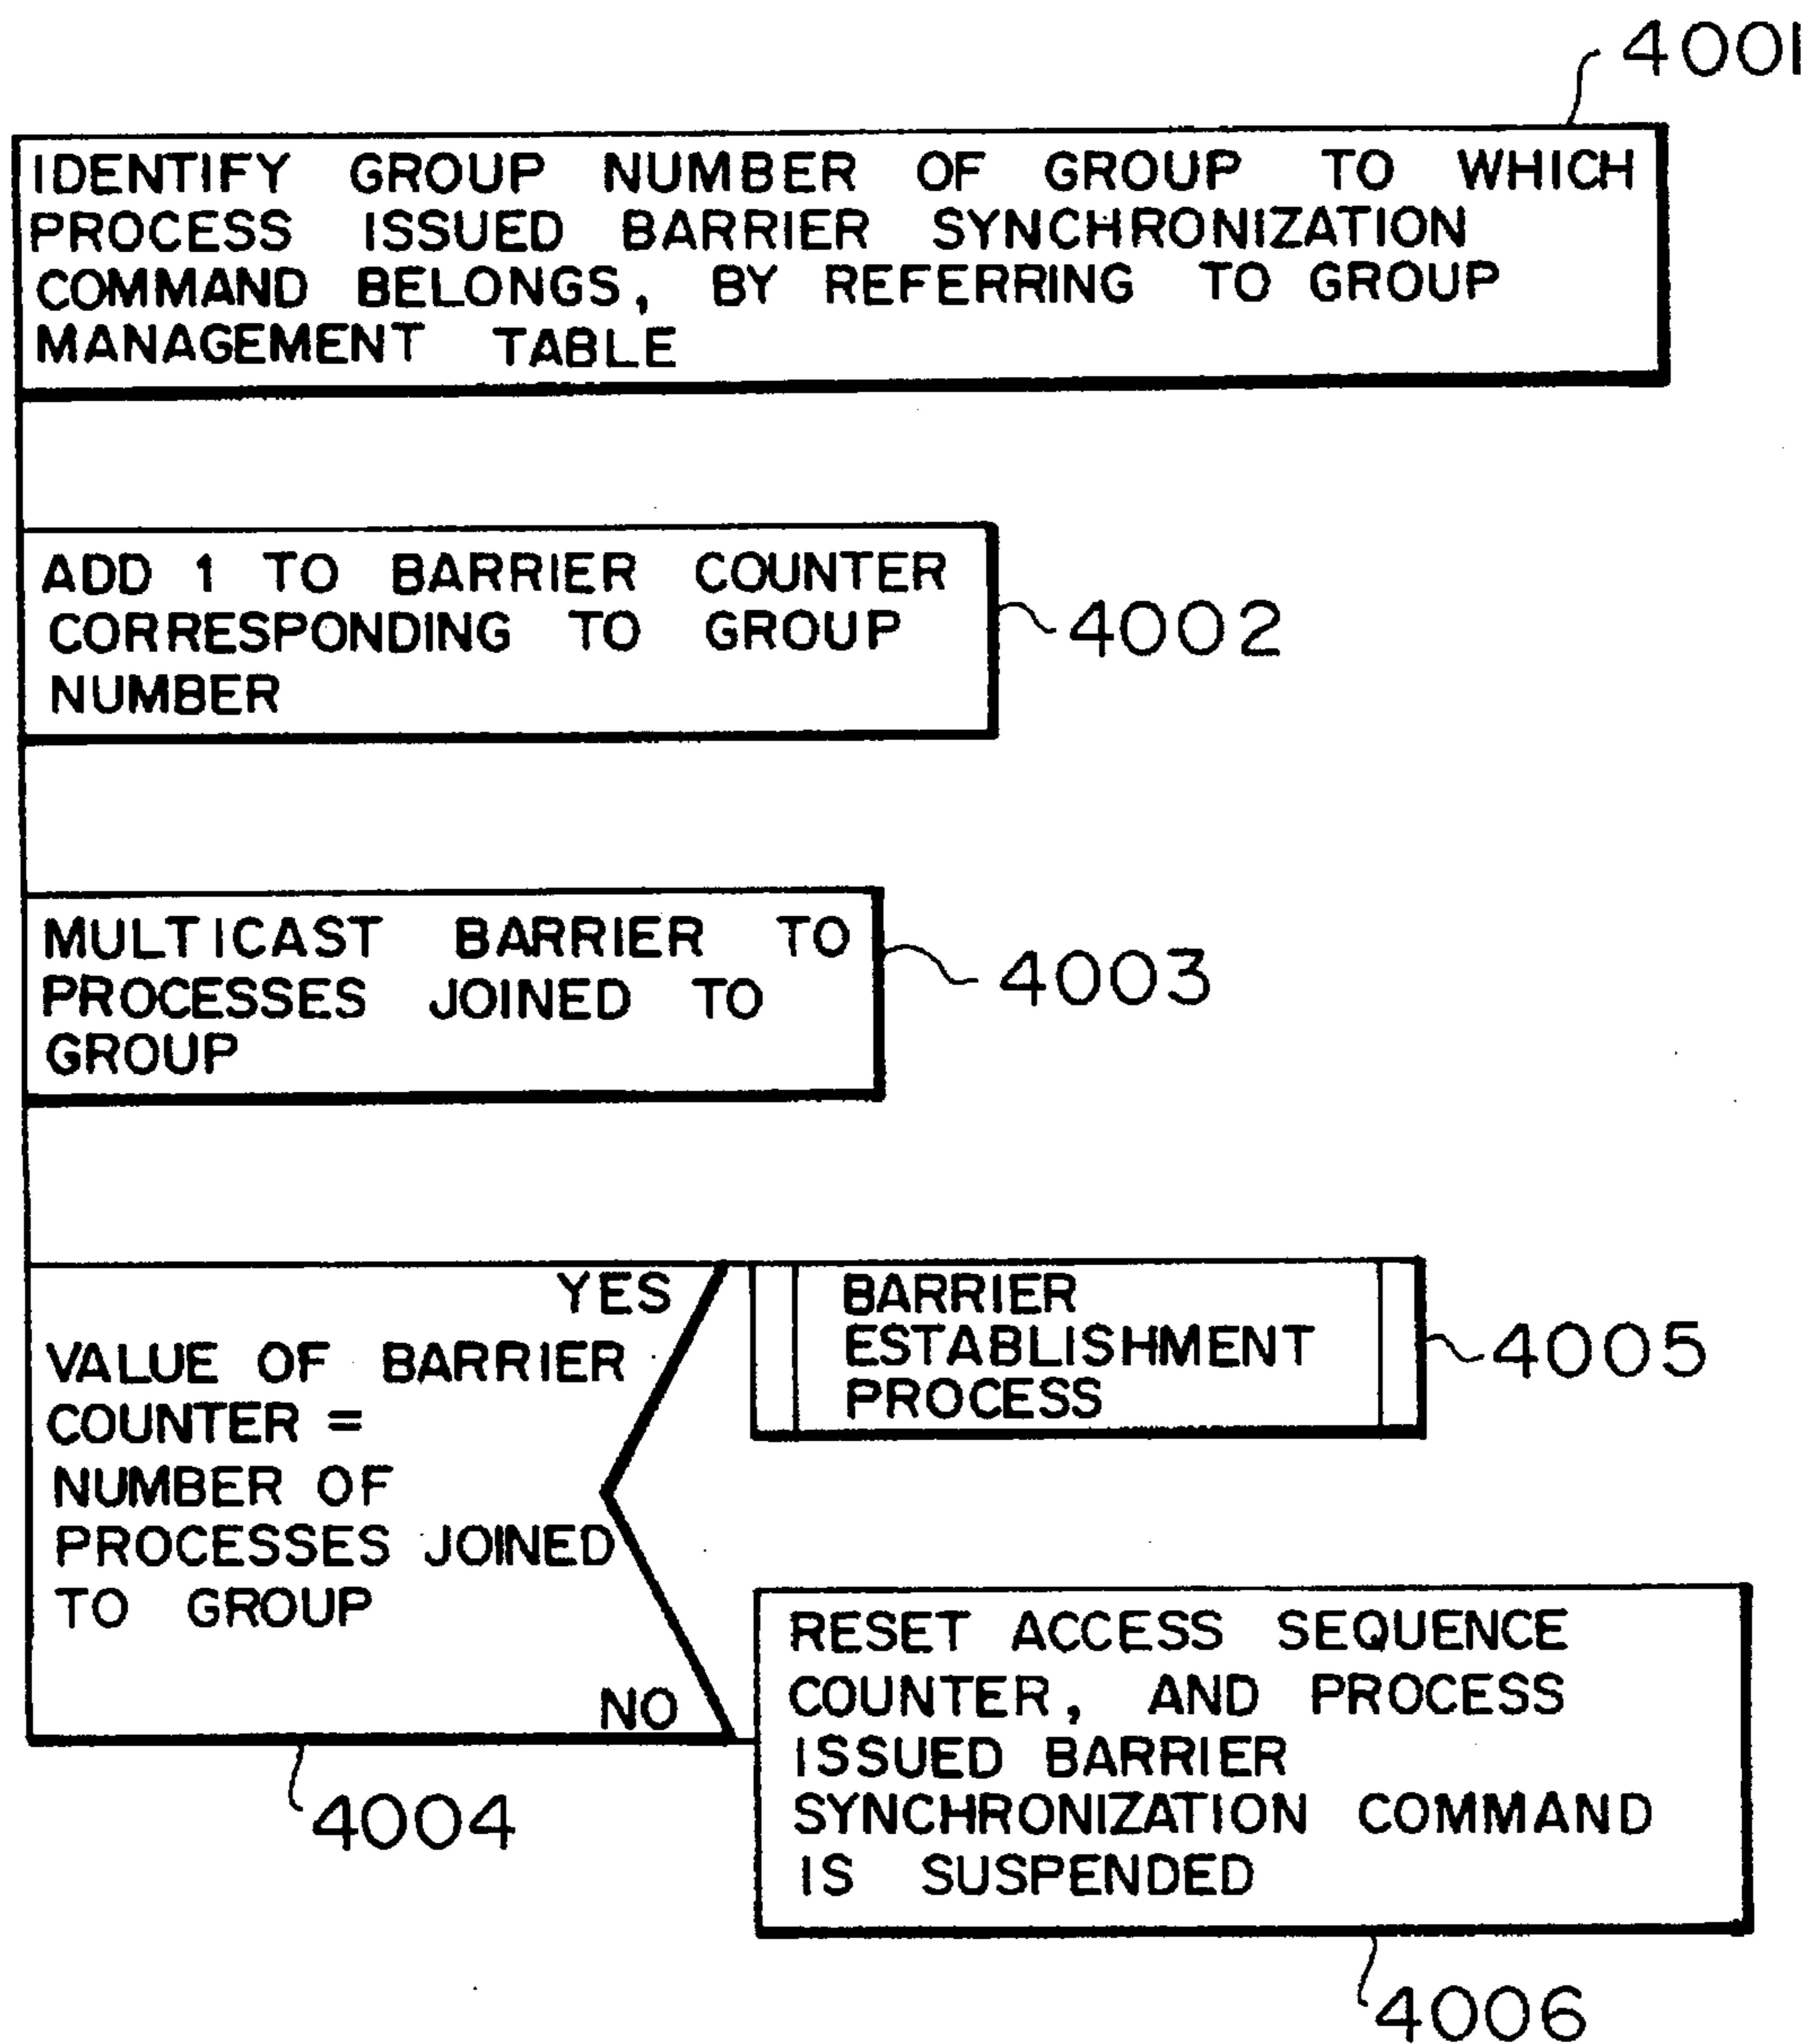 4001
IDENTIFY GROUP NUMBER OF GROUP TO WHICH
PROCESS ISSUED BARRIER SYNCHRONIZATION
COMMAND BELONGS, BY REFERRING TO GROUP
MANAGEMENT TABLE
ADD 1 TO BARRIER COUNTER
CORRESPONDING TO GROUP
NUMBER
4002
MULTICAST BARRIER TO
PROCESSES JOINED TO
GROUP
4003
YES
VALUE OF BARRIER
COUNTER =
NUMBER OF
PROCESSES JOINED
TO GROUP
NO
4004
BARRIER
ESTABLISHMENT
PROCESS
4005
RESET ACCESS SEQUENCE
COUNTER, AND PROCESS
ISSUED BARRIER
SYNCHRONIZATION COMMAND
IS SUSPENDED
4006